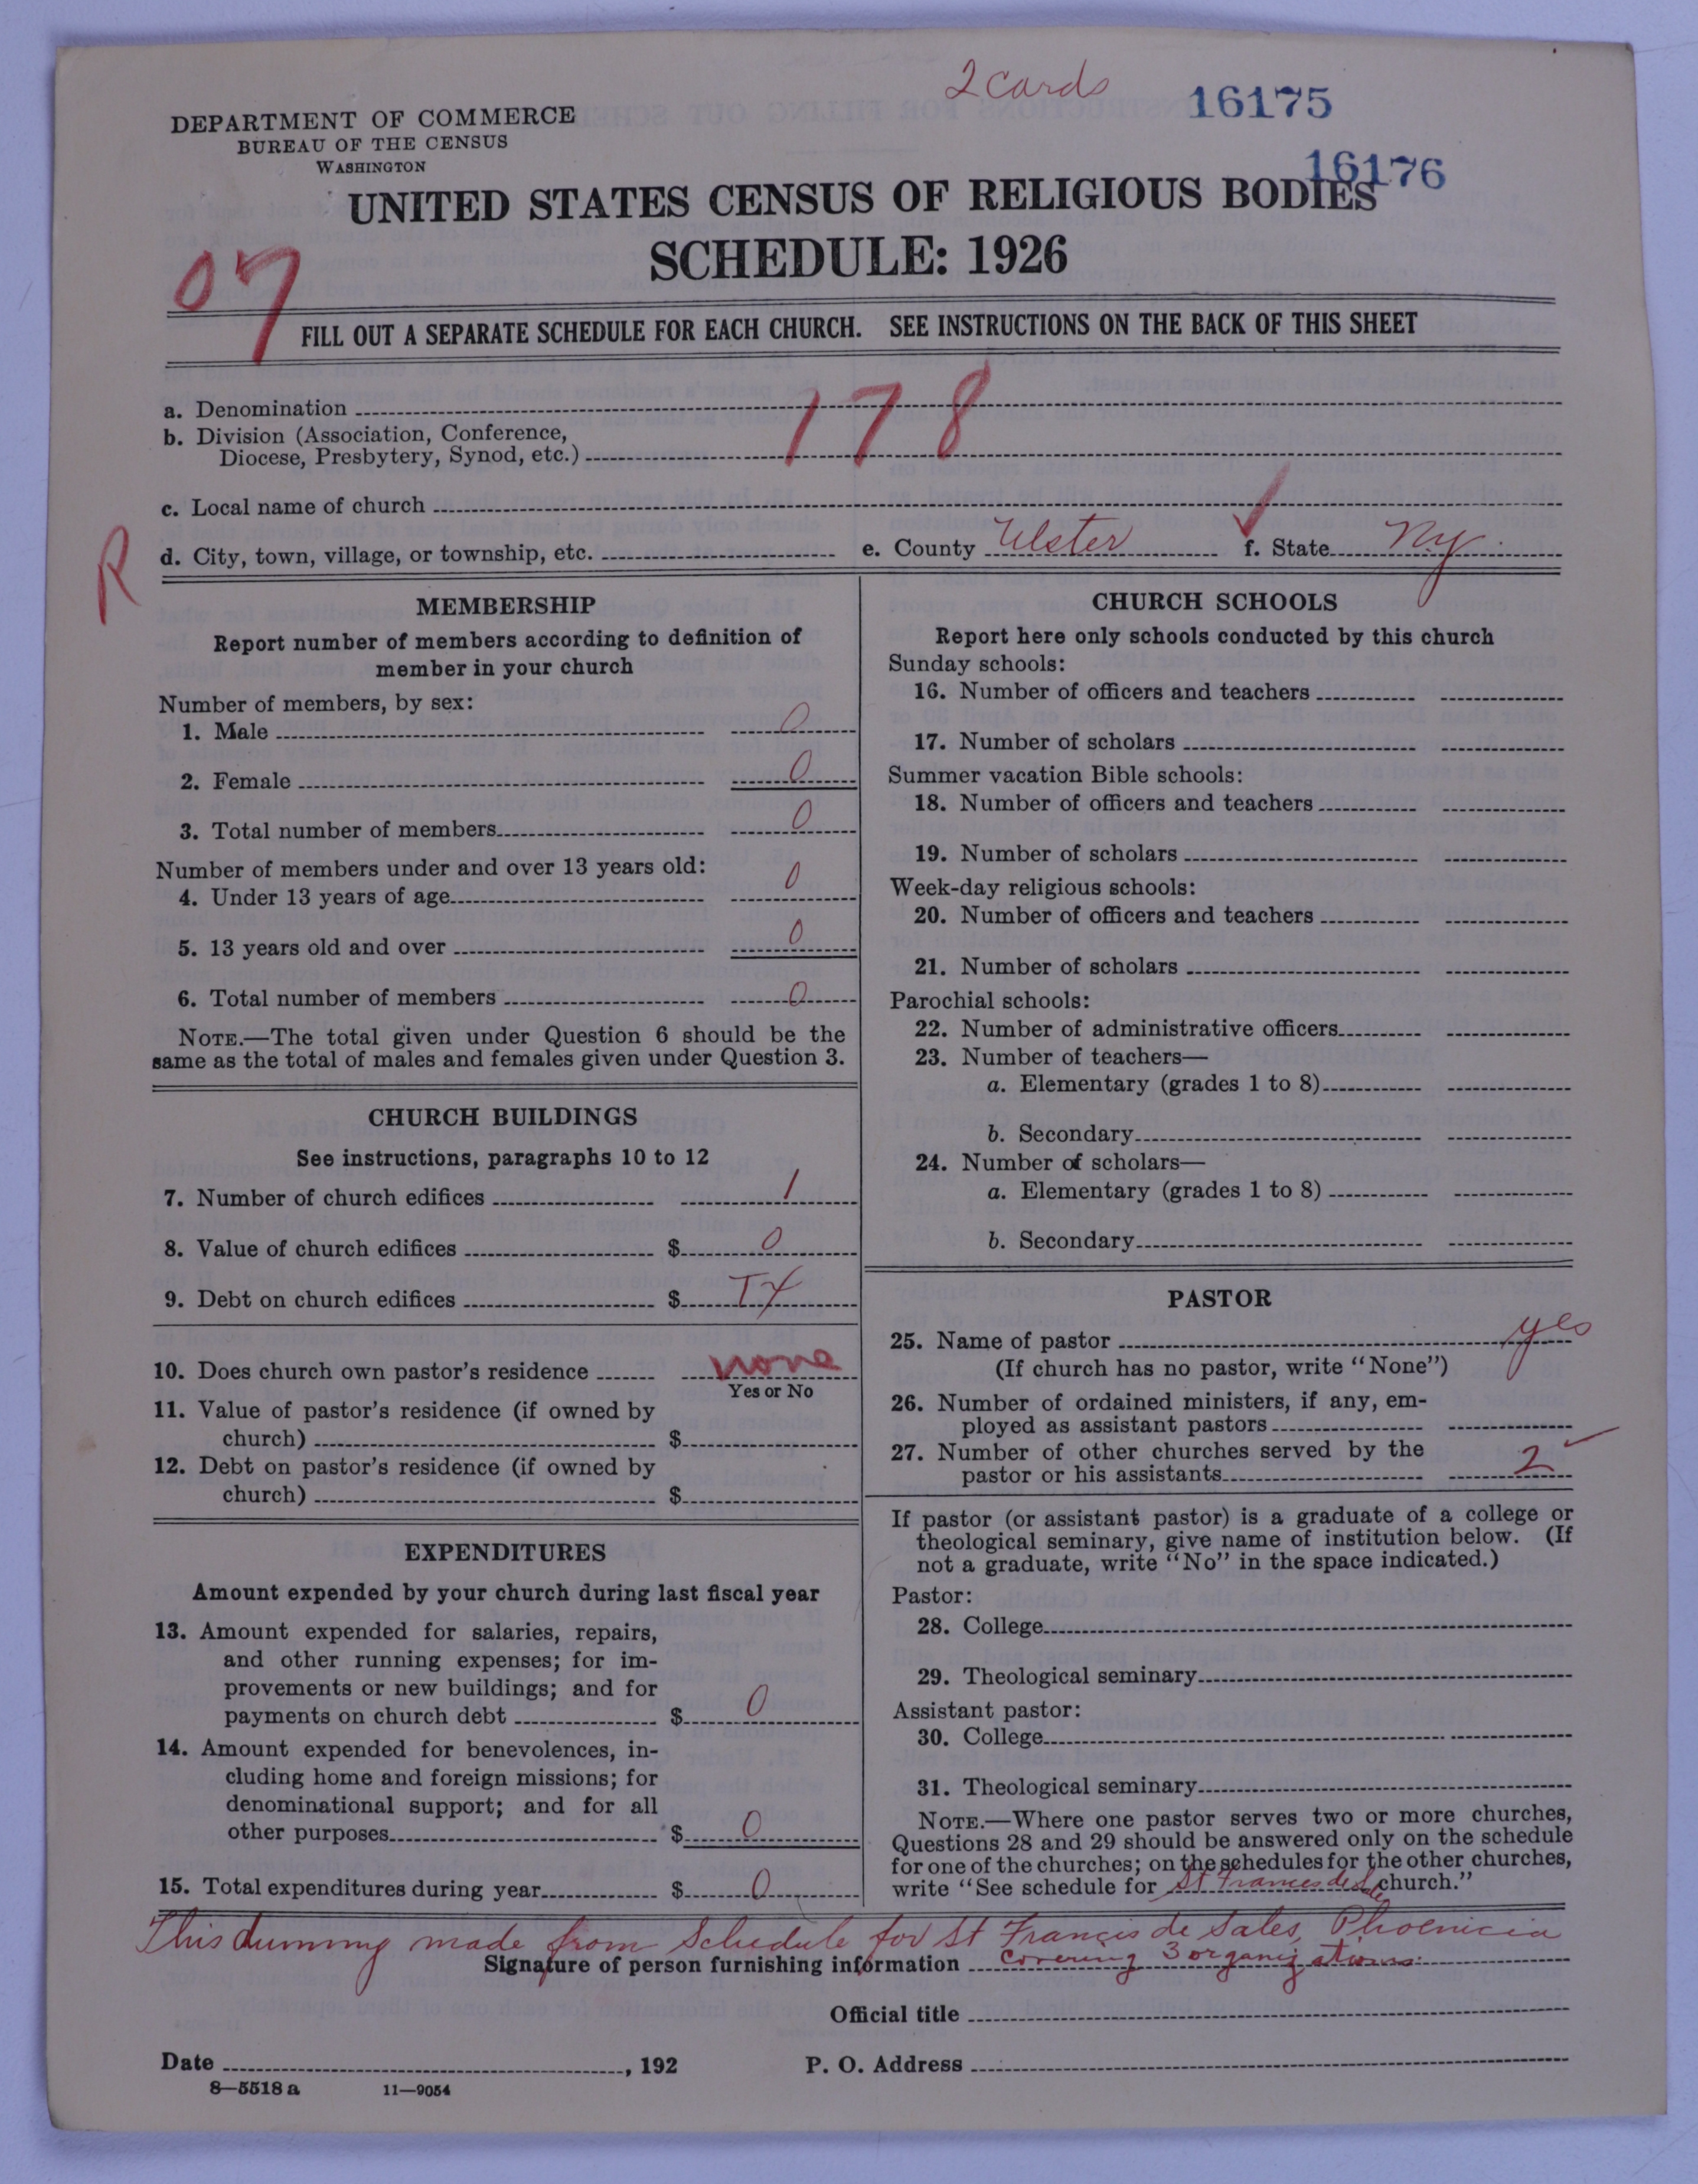 2 cards
16175
16176
DEPARTMENT OF COMMERCE
BUREAU OF THE CENSUS
WASHINGTON
UNITED STATES CENSUS OF RELIGIOUS BODIES
SCHEDULE: 1926
07
FILL OUT A SEPARATE SCHEDULE FOR EACH CHURCH. SEE INSTRUCTIONS ON THE BACK OF THIS SHEET
178
a. Denomination
b. Division (Association, Conference,
Diocese, Presbytery, Synod, etc.)
c. Local name of church
R
d. City, town, village, or township, etc. e. County Ulster f. State Ny
MEMBERSHIP
Report number of members according to definition of
member in your church
Number of members, by sex:
1. Male 0
2. Female 0
3. Total number of members 0
Number of members under and over 13 years old:
4. Under 13 years of age 0
5. 13 years old and over 0
6. Total number of members 0
NOTE.—The total given under Question 6 should be the
same as the total of males and females given under Question 3.
CHURCH BUILDINGS
See instructions, paragraphs 10 to 12
7. Number of church edifices 1
8. Value of church edifices $ 0
9. Debt on church edifices $ TX
10. Does church own pastor's residence none
Yes or No
11. Value of pastor's residence (if owned by
church) $
12. Debt on pastor's residence (if owned by
church) $
EXPENDITURES
Amount expended by your church during last fiscal year
13. Amount expended for salaries, repairs,
and other running expenses; for im-
provements or new buildings; and for
payments on church debt $ 0
14. Amount expended for benevolences, in-
cluding home and foreign missions; for
denominational support; and for all
other purposes $ 0
15. Total expenditures during year $ 0
CHURCH SCHOOLS
Report here only schools conducted by this church
Sunday schools:
16. Number of officers and teachers
17. Number of scholars
Summer vacation Bible schools:
18. Number of officers and teachers
19. Number of scholars
Week-day religious schools:
20. Number of officers and teachers
21. Number of scholars
Parochial schools:
22. Number of administrative officers
23. Number of teachers—
a. Elementary (grades 1 to 8)
b. Secondary
24. Number of scholars—
a. Elementary (grades 1 to 8)
b. Secondary
PASTOR
25. Name of pastor yes
(If church has no pastor, write "None")
26. Number of ordained ministers, if any, em-
ployed as assistant pastors
27. Number of other churches served by the
pastor or his assistants 2
If pastor (or assistant pastor) is a graduate of a college or
theological seminary, give name of institution below. (If
not a graduate, write "No" in the space indicated.)
Pastor:
28. College
29. Theological seminary
Assistant pastor:
30. College
31. Theological seminary
NOTE.—Where one pastor serves two or more churches,
Questions 28 and 29 should be answered only on the schedule
for one of the churches; on the schedules for the other churches,
write "See schedule for St Frances de Sale church."
This dummy made from Schedule for St Francis de Sales, Phoenicia
Signature of person furnishing information covering 3 organizations.
Official title
Date , 192 P. O. Address
8—5518 a 11—9054